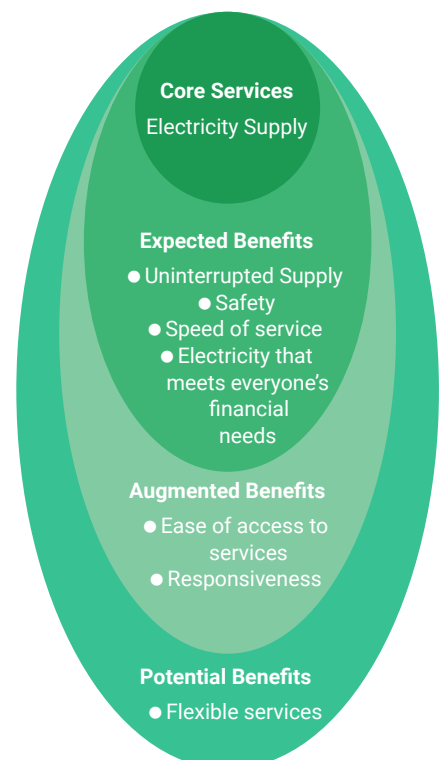 Core Services
Electricity Supply
Expected Benefits
● Uninterrupted Supply
● Safety
● Speed of service
● Electricity that
meets everyone’s
financial
needs
Augmented Benefits
● Ease of access to
services
● Responsiveness
Potential Benefits
● Flexible services